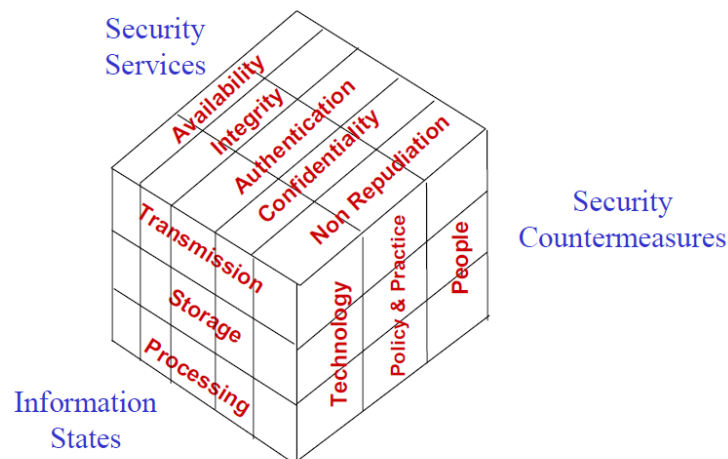 Security
Services
Availability
Integrity
Authentication
Confidentiality
Non Repudiation
Transmission
Storage
Processing
Technology
Policy & Practice
People
Security
Countermeasures
Information
States